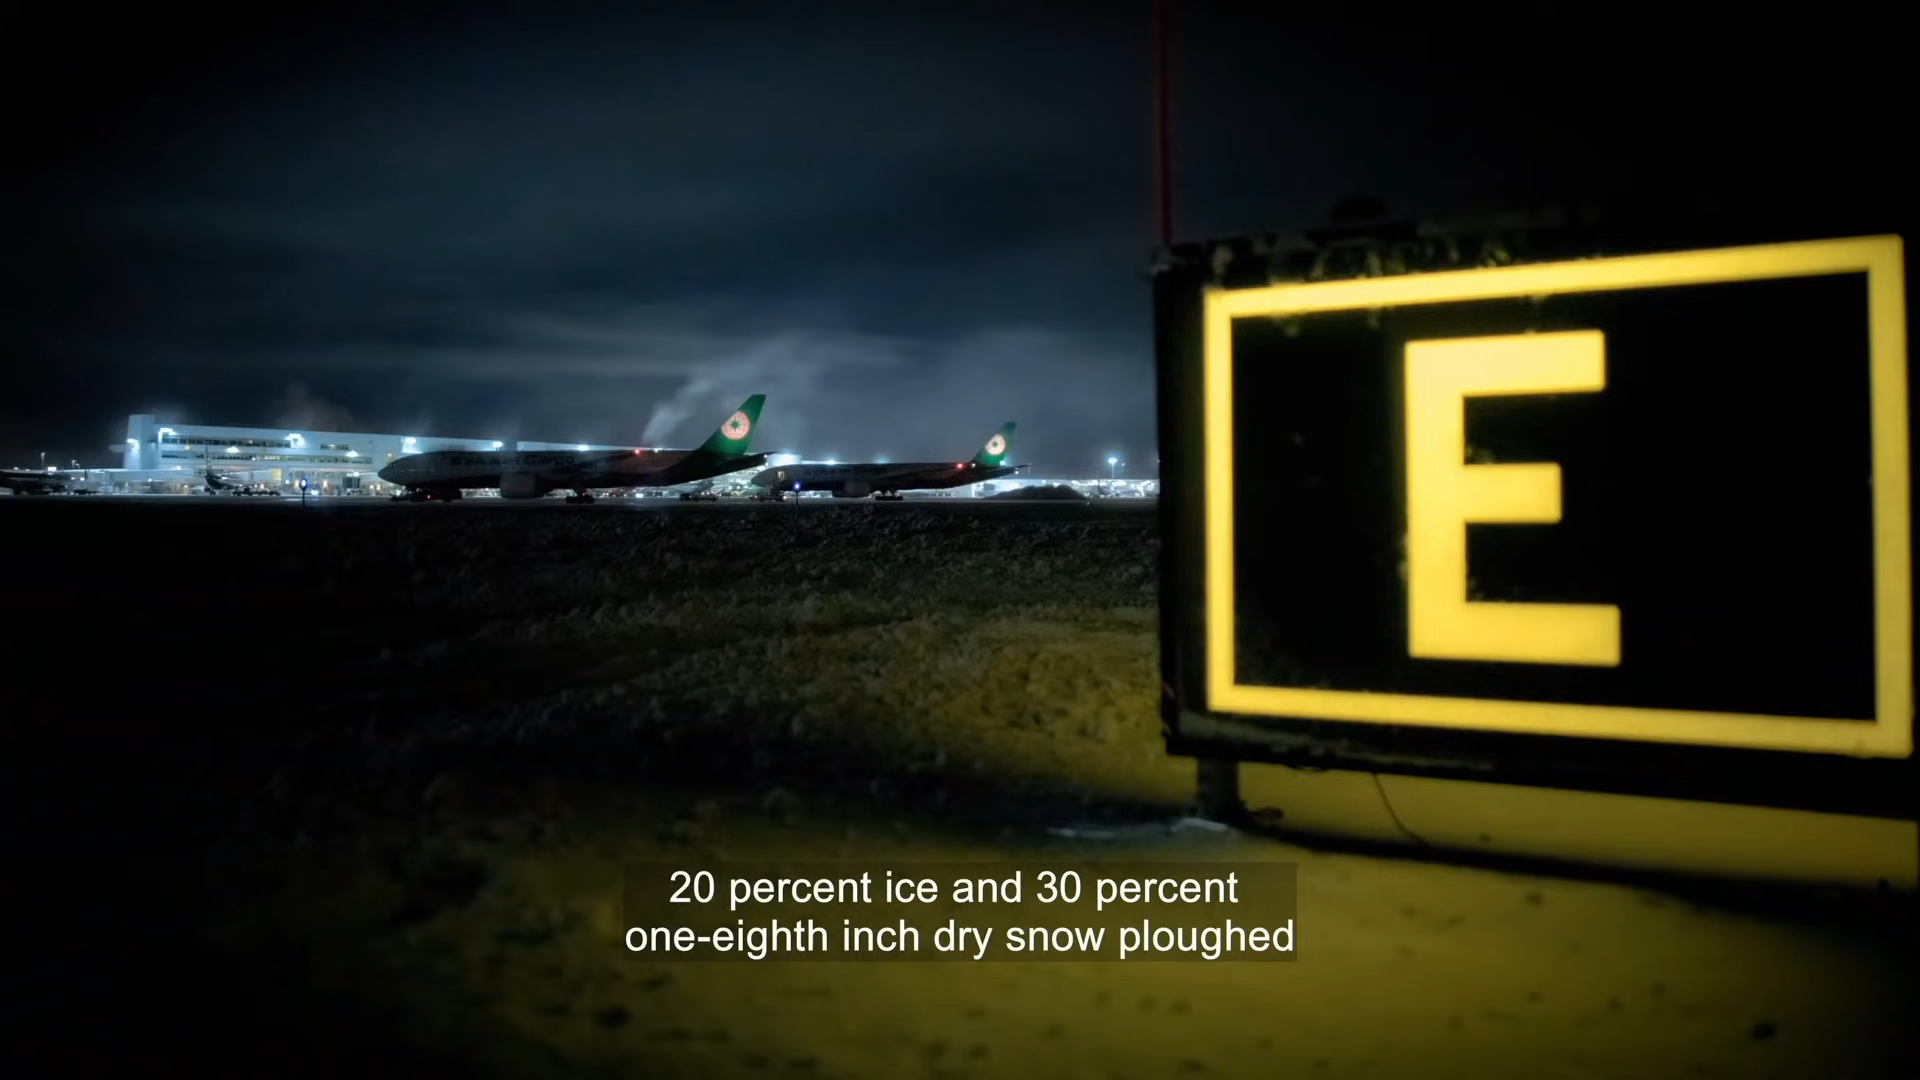 E
20 percent ice and 30 percent
one-eighth inch dry snow ploughed